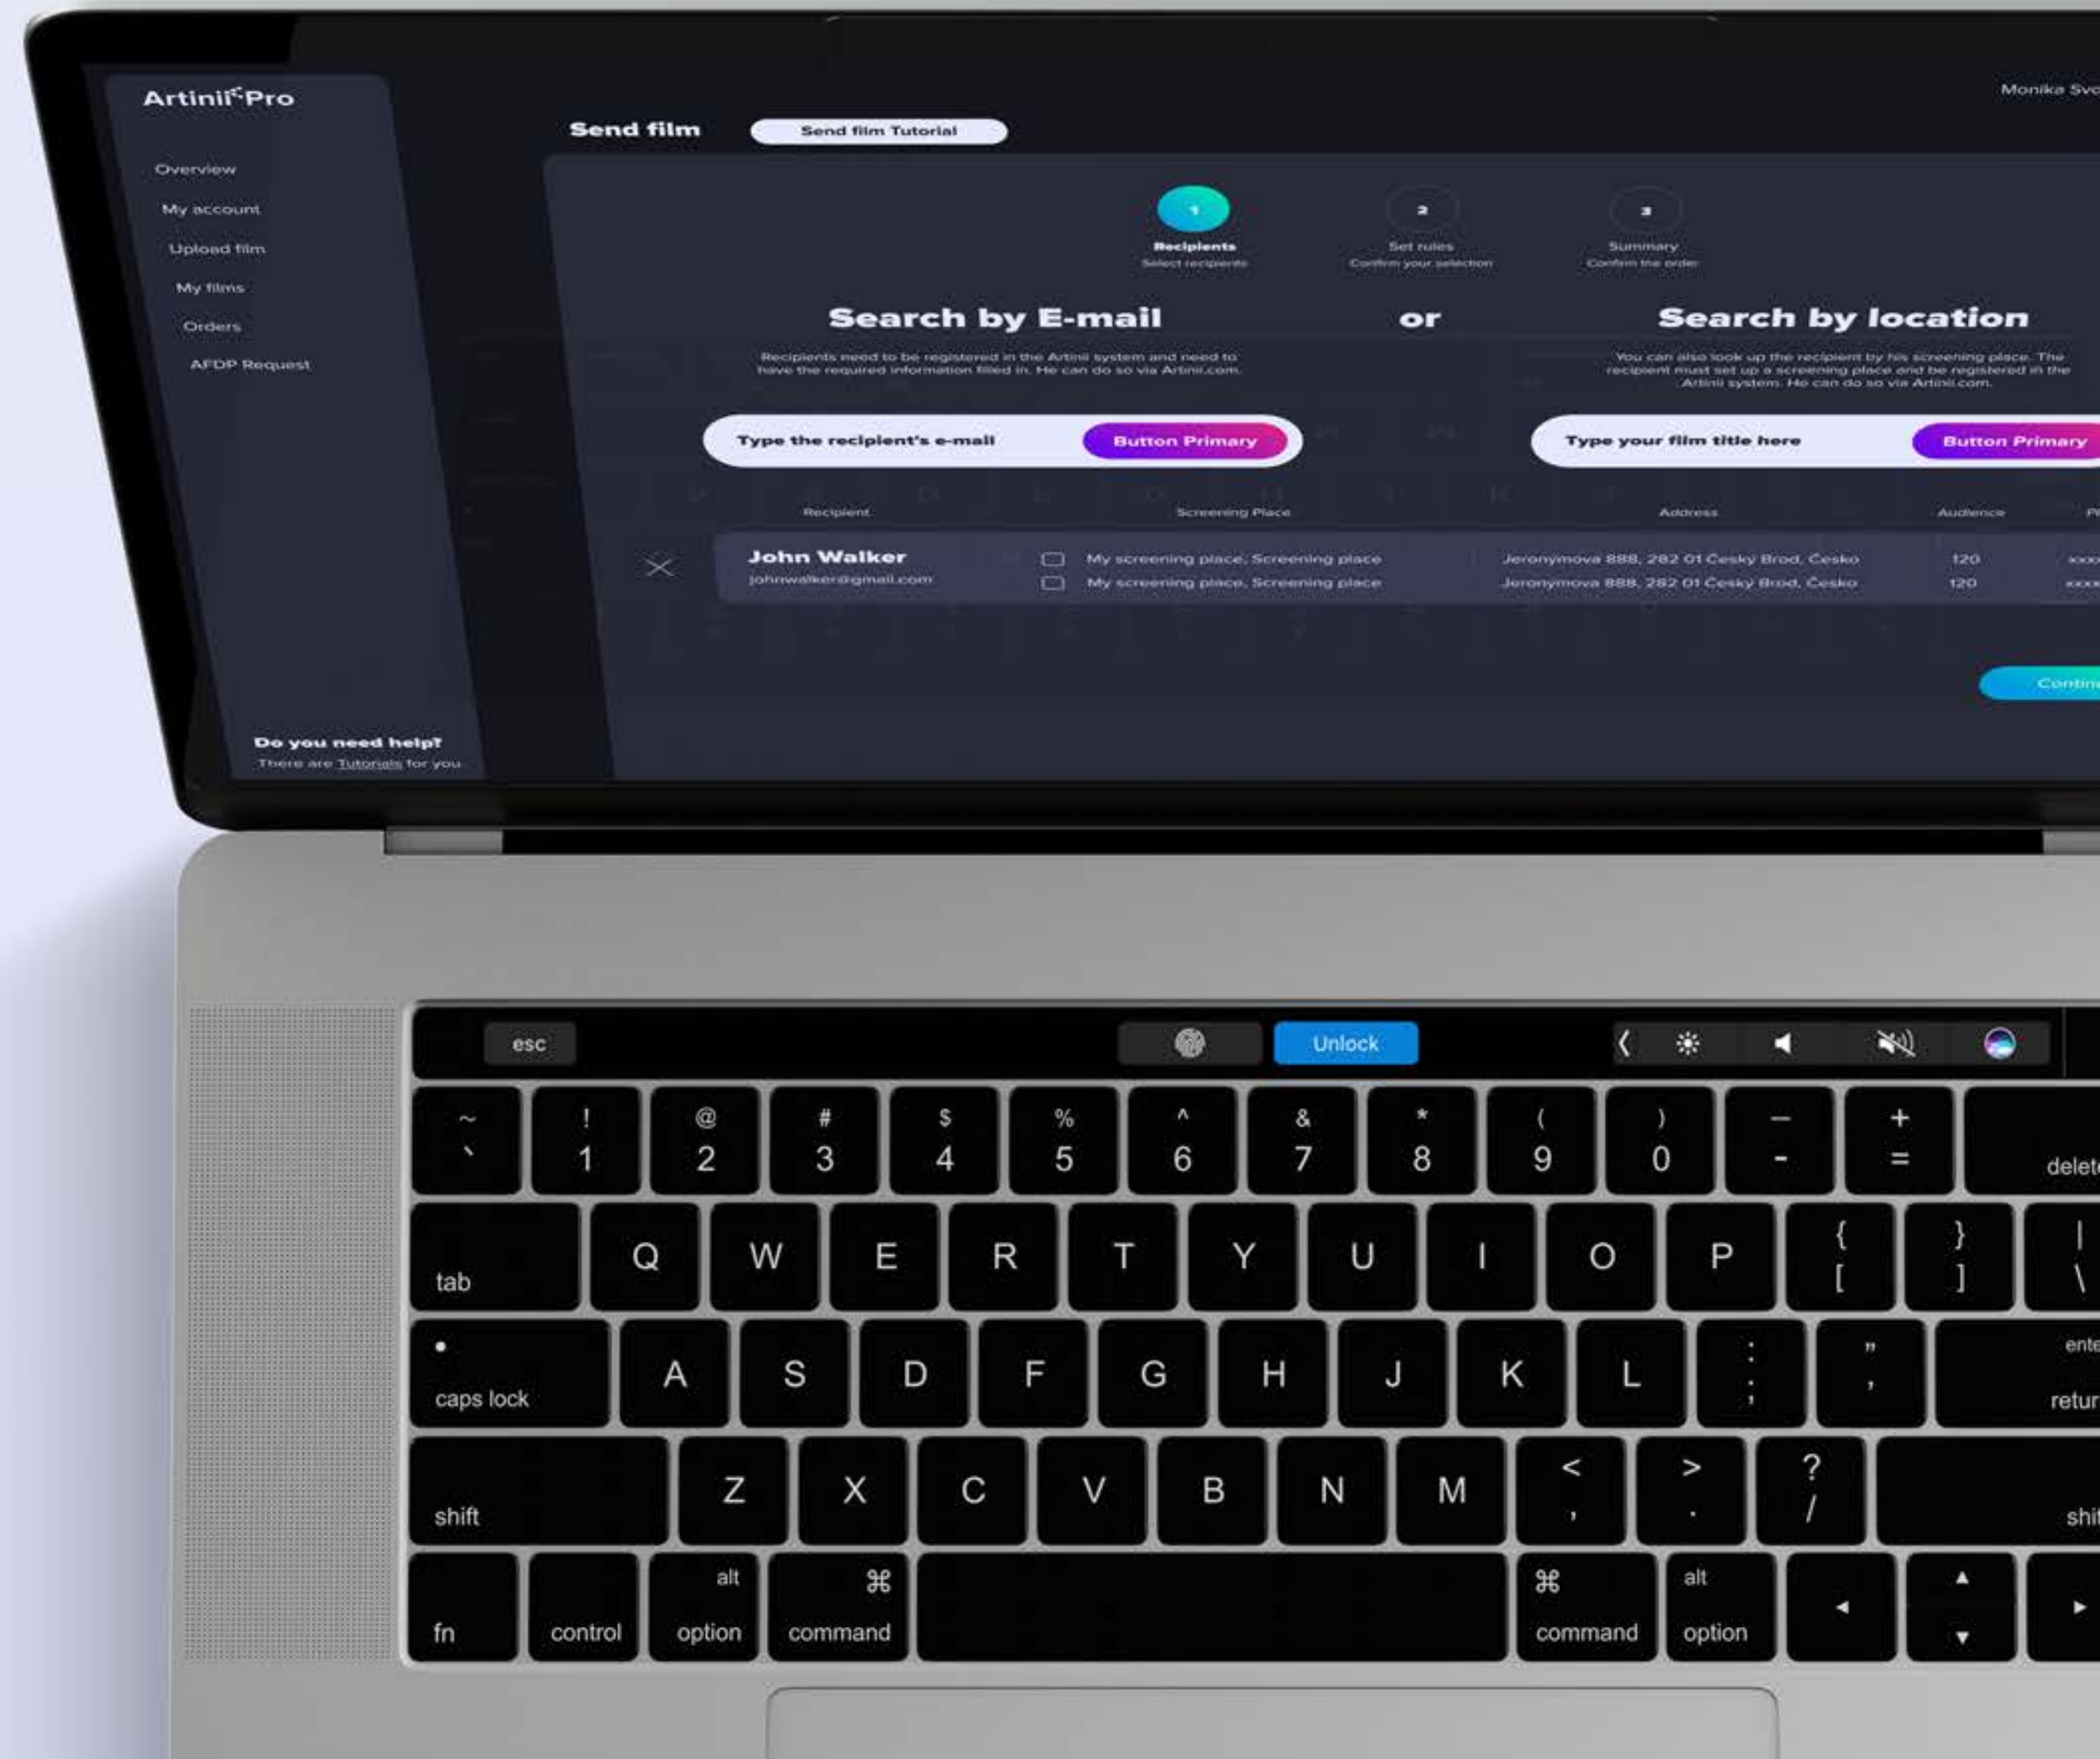 Artinii Pro
Monika
Send film
Send film Tutorial
Overview
My account
Upload film
My films
Orders
AFDP Request
1
Recipients
Select recipients
2
Set rules
Confirm your selection
3
Summary
Confirm the order
Search by E-mail
or
Search by location
Recipients need to be registered in the Artinii system and need to
have the required information filled in. He can do so via Artinii.com.
You can also look up the recipient by his screening place. The
recipient must set up a screening place and be registered in the
Artinii system. He can do so via Artinii.com.
Type the recipient's e-mail
Button Primary
Type your film title here
Button Primary
Recipient
Screening Place
Address
Audience
John Walker
johnwalker@gmail.com
My screening place, Screening place
Jeronýmova 888, 282 01 Český Brod, Česko
120
My screening place, Screening place
Jeronýmova 888, 282 01 Český Brod, Česko
120
Contin
Do you need help?
There are Tutorials for you
esc
Unlock
~ ! @ # $ % ^ & * ( ) — +
` 1 2 3 4 5 6 7 8 9 0 - =
delet
tab Q W E R T Y U I O P { [ } ] | \
caps lock A S D F G H J K L : ; " ,
ente
retur
shift Z X C V B N M < , > . ? /
shi
fn control alt option ⌘ command ⌘ command alt option ◀ ▲ ▼ ▶